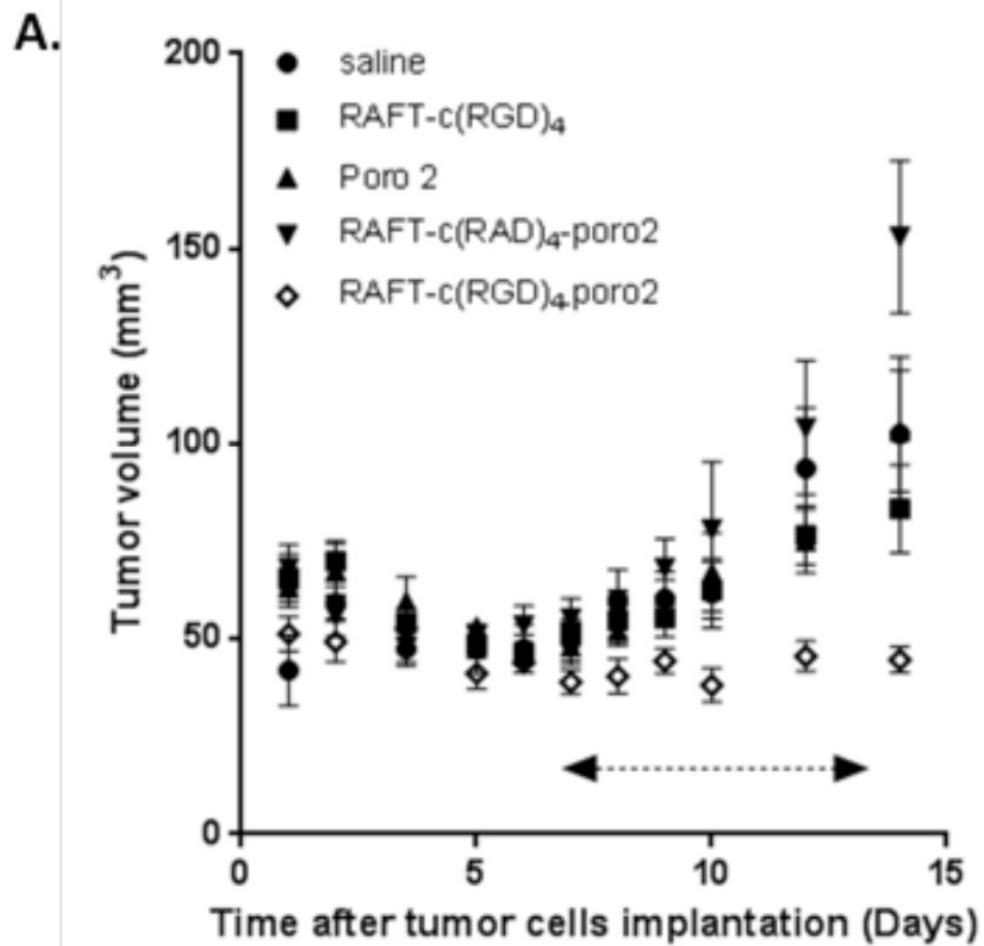 A.
200
saline
RAFT-c(RGD)₄
Poro 2
150
RAFT-c(RAD)₄-poro2
RAFT-c(RGD)₄-poro2
Tumor volume (mm³)
100
50
0
0 5 10 15
Time after tumor cells implantation (Days)